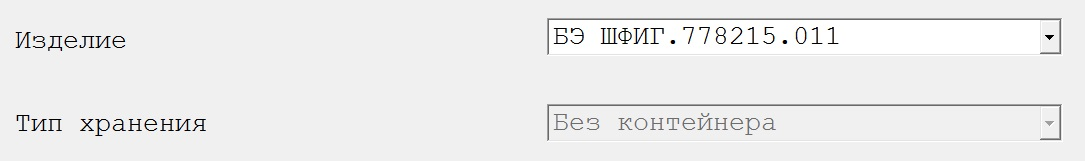 Изделие БЭ ШФИГ.778215.011
Тип хранения Без контейнера